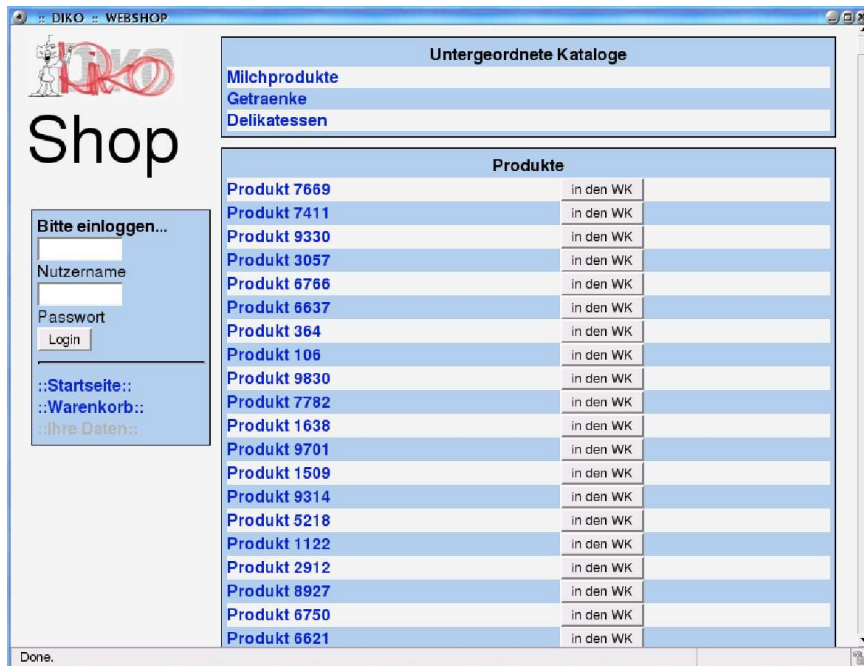 :: DIKO :: WEBSHOP
DIKO
Shop
Bitte einloggen...
Nutzername
Passwort
Login
::Startseite::
::Warenkorb::
::Ihre Daten::
Untergeordnete Kataloge
Milchprodukte
Getraenke
Delikatessen
Produkte
Produkt 7669 in den WK
Produkt 7411 in den WK
Produkt 9330 in den WK
Produkt 3057 in den WK
Produkt 6766 in den WK
Produkt 6637 in den WK
Produkt 364 in den WK
Produkt 106 in den WK
Produkt 9830 in den WK
Produkt 7782 in den WK
Produkt 1638 in den WK
Produkt 9701 in den WK
Produkt 1509 in den WK
Produkt 9314 in den WK
Produkt 5218 in den WK
Produkt 1122 in den WK
Produkt 2912 in den WK
Produkt 8927 in den WK
Produkt 6750 in den WK
Produkt 6621 in den WK
Done.